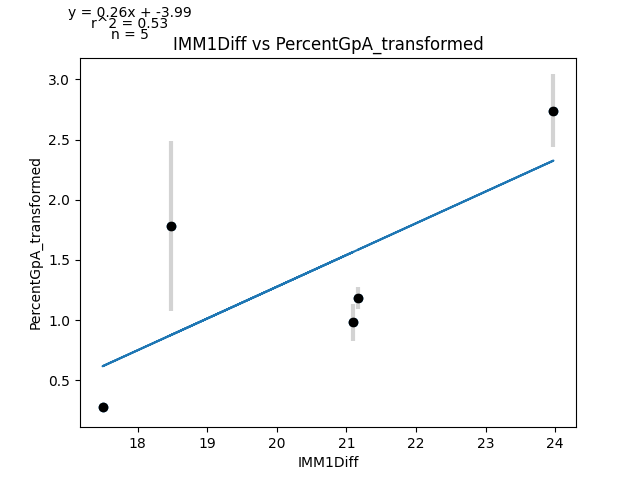 y = 0.26x + -3.99
r^2 = 0.53
n = 5
IMM1Diff vs PercentGpA_transformed
3.0
2.5
2.0
1.5
1.0
0.5
PercentGpA_transformed
18 19 20 21 22 23 24
IMM1Diff